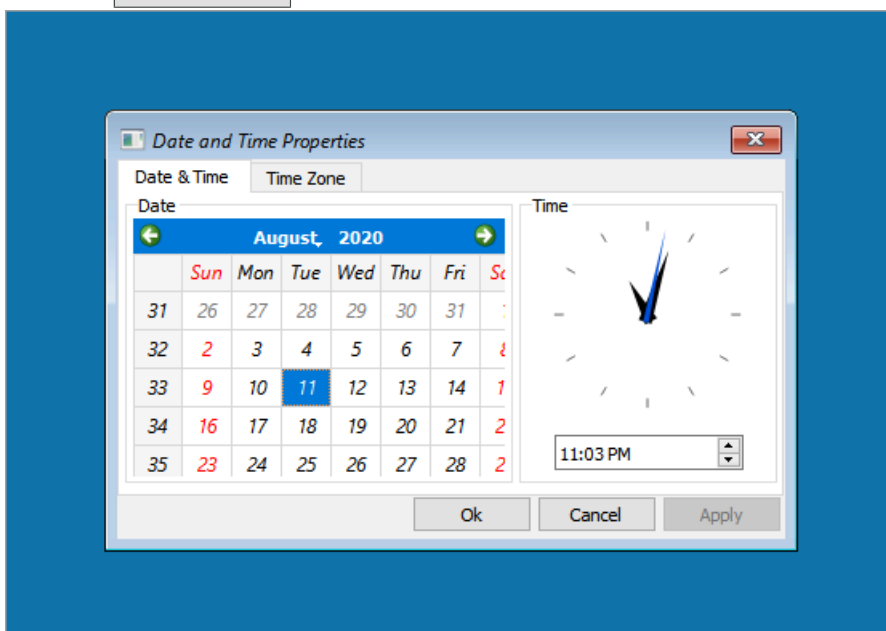 Date and Time Properties
Date & Time Time Zone
Date
August, 2020
Sun Mon Tue Wed Thu Fri
31 26 27 28 29 30 31
32 2 3 4 5 6 7
33 9 10 11 12 13 14
34 16 17 18 19 20 21
35 23 24 25 26 27 28
Time
11:03 PM
Ok Cancel Apply